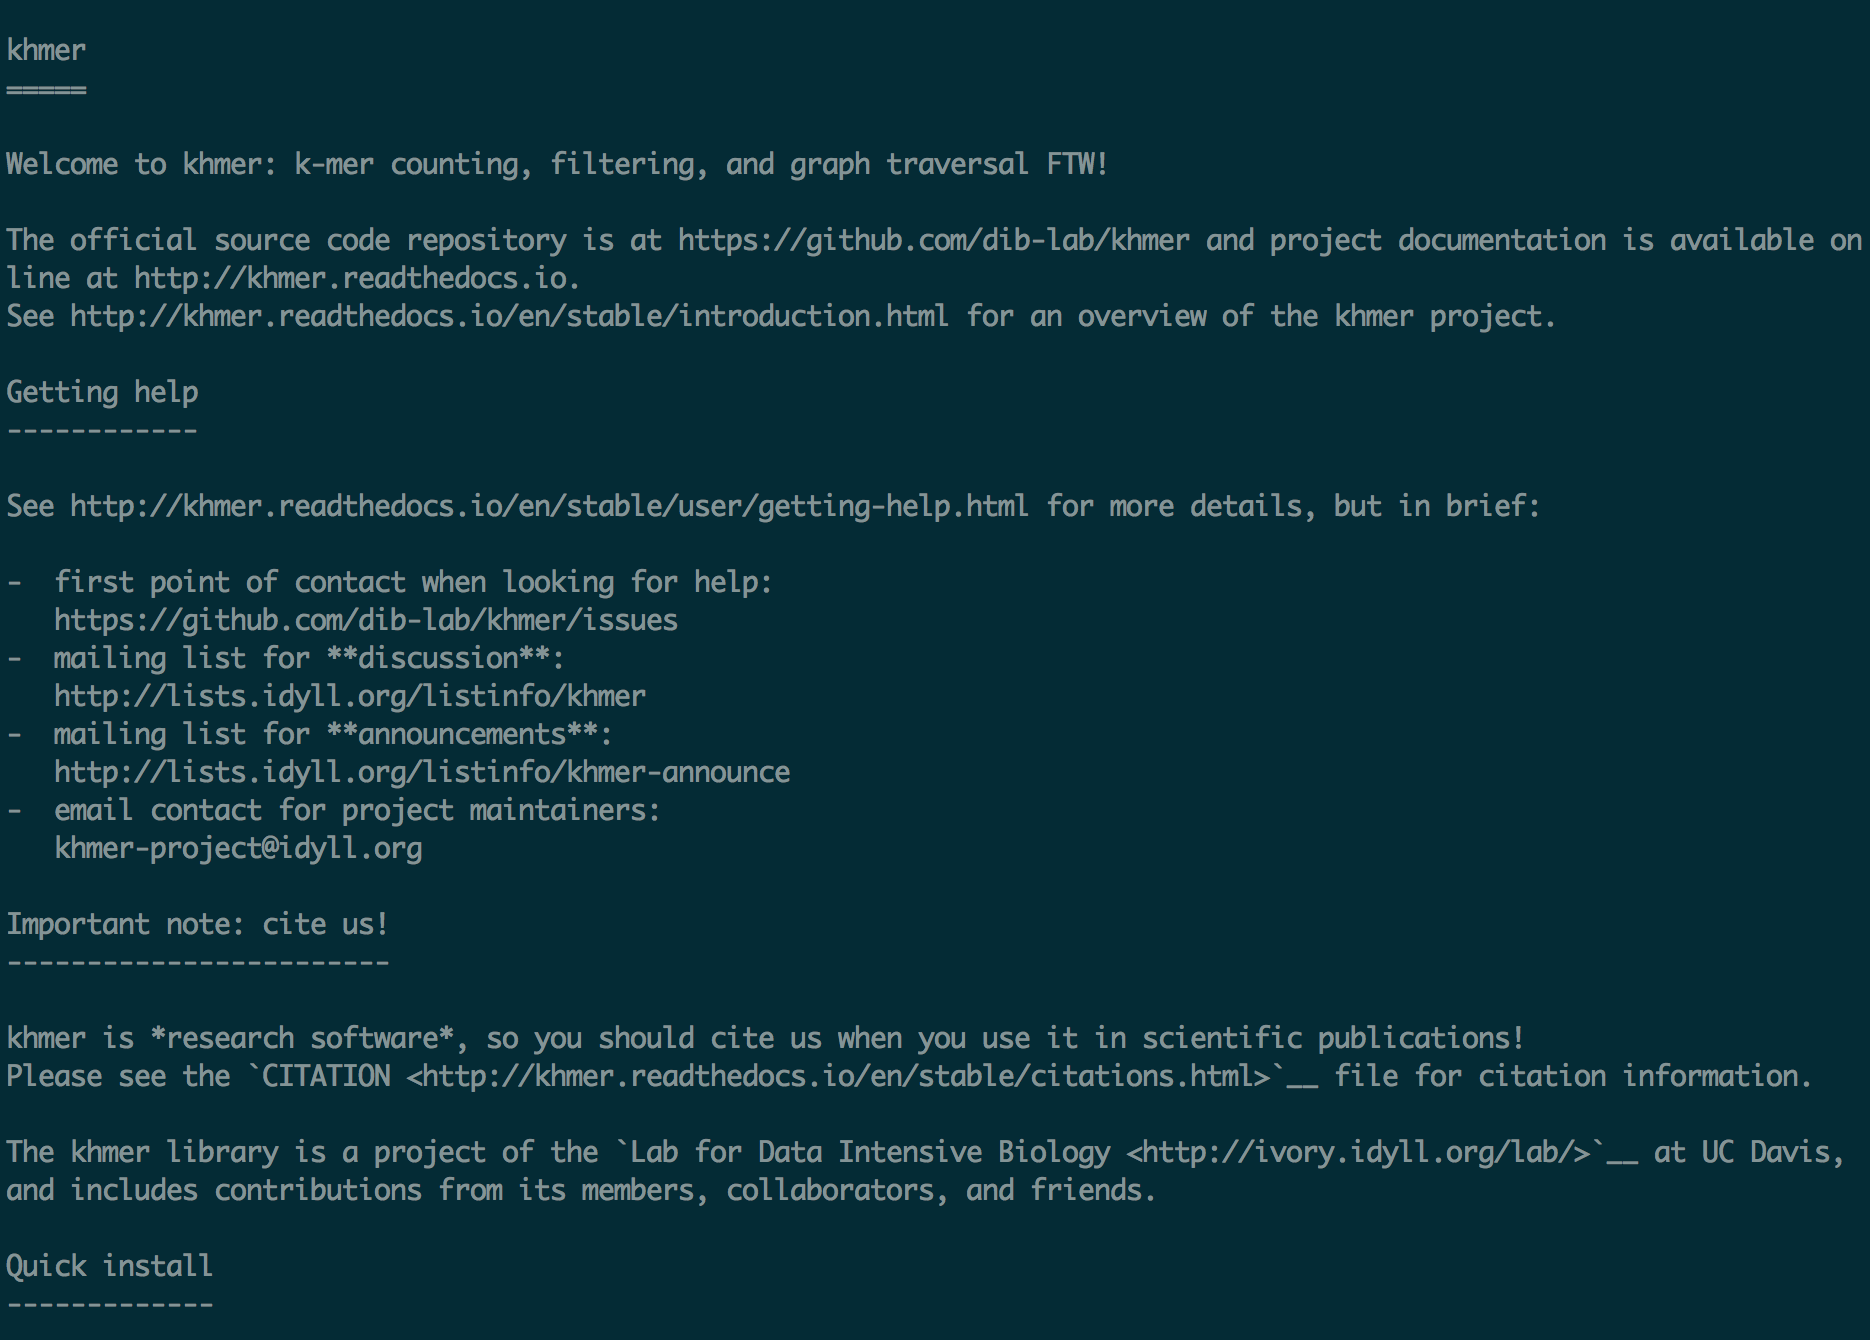 khmer
=====
Welcome to khmer: k-mer counting, filtering, and graph traversal FTW!
The official source code repository is at https://github.com/dib-lab/khmer and project documentation is available on
line at http://khmer.readthedocs.io.
See http://khmer.readthedocs.io/en/stable/introduction.html for an overview of the khmer project.
Getting help
------------
See http://khmer.readthedocs.io/en/stable/user/getting-help.html for more details, but in brief:
-  first point of contact when looking for help:
   https://github.com/dib-lab/khmer/issues
-  mailing list for **discussion**:
   http://lists.idyll.org/listinfo/khmer
-  mailing list for **announcements**:
   http://lists.idyll.org/listinfo/khmer-announce
-  email contact for project maintainers:
   khmer-project@idyll.org
Important note: cite us!
------------------------
khmer is *research software*, so you should cite us when you use it in scientific publications!
Please see the `CITATION <http://khmer.readthedocs.io/en/stable/citations.html>`__ file for citation information.
The khmer library is a project of the `Lab for Data Intensive Biology <http://ivory.idyll.org/lab/>`__ at UC Davis,
and includes contributions from its members, collaborators, and friends.
Quick install
-------------